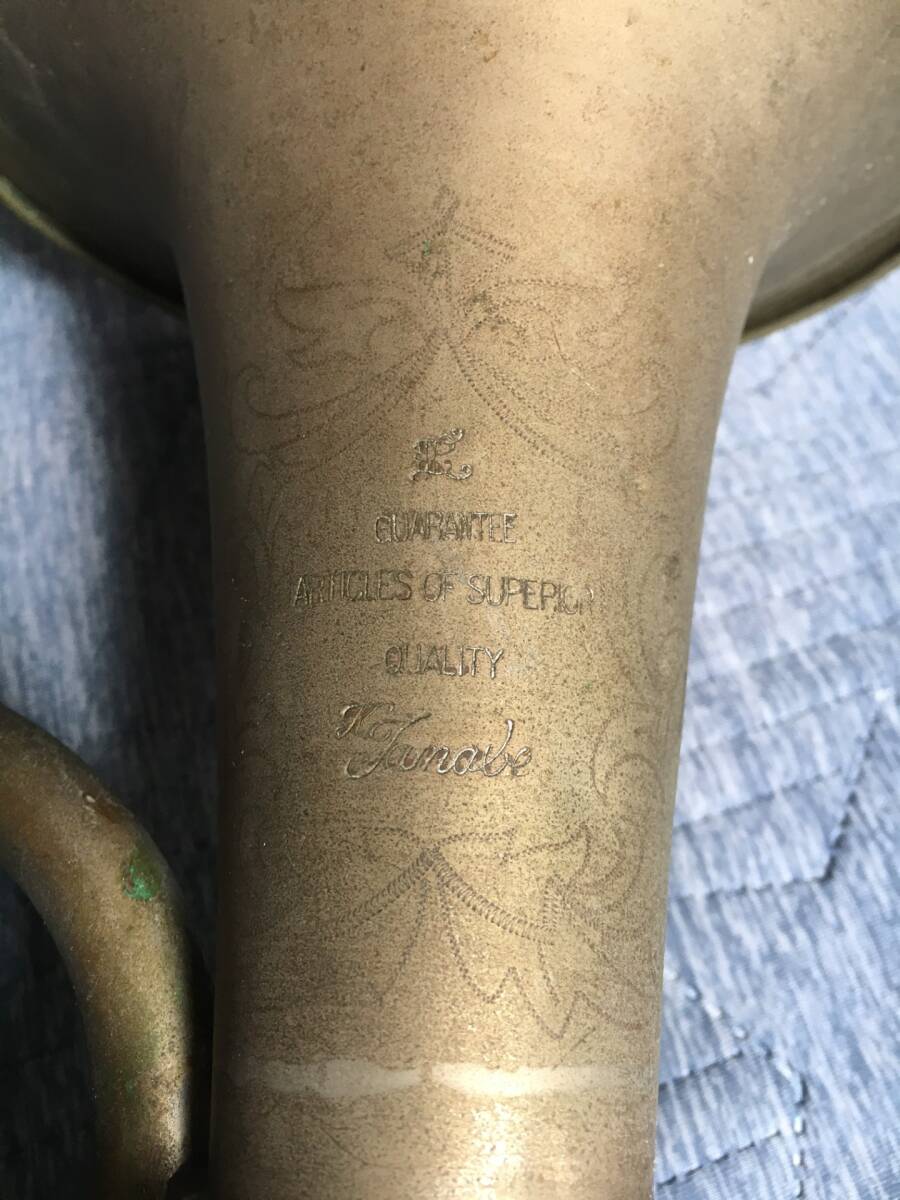 GUARANTEE
ARTICLES OF SUPERIOR
QUALITY
K Tanabe